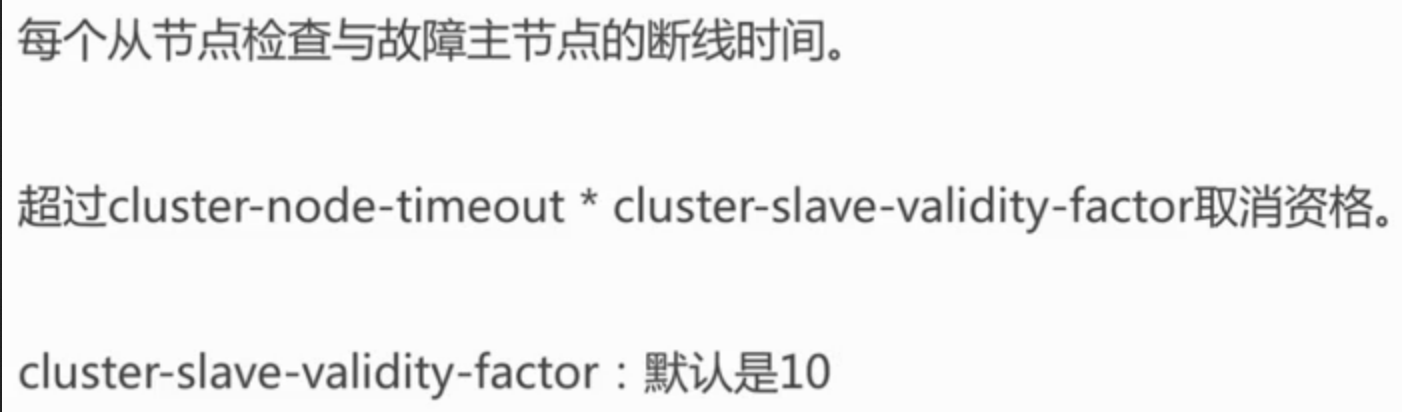 每个从节点检查与故障主节点的断线时间。
超过cluster-node-timeout * cluster-slave-validity-factor取消资格。
cluster-slave-validity-factor：默认是10